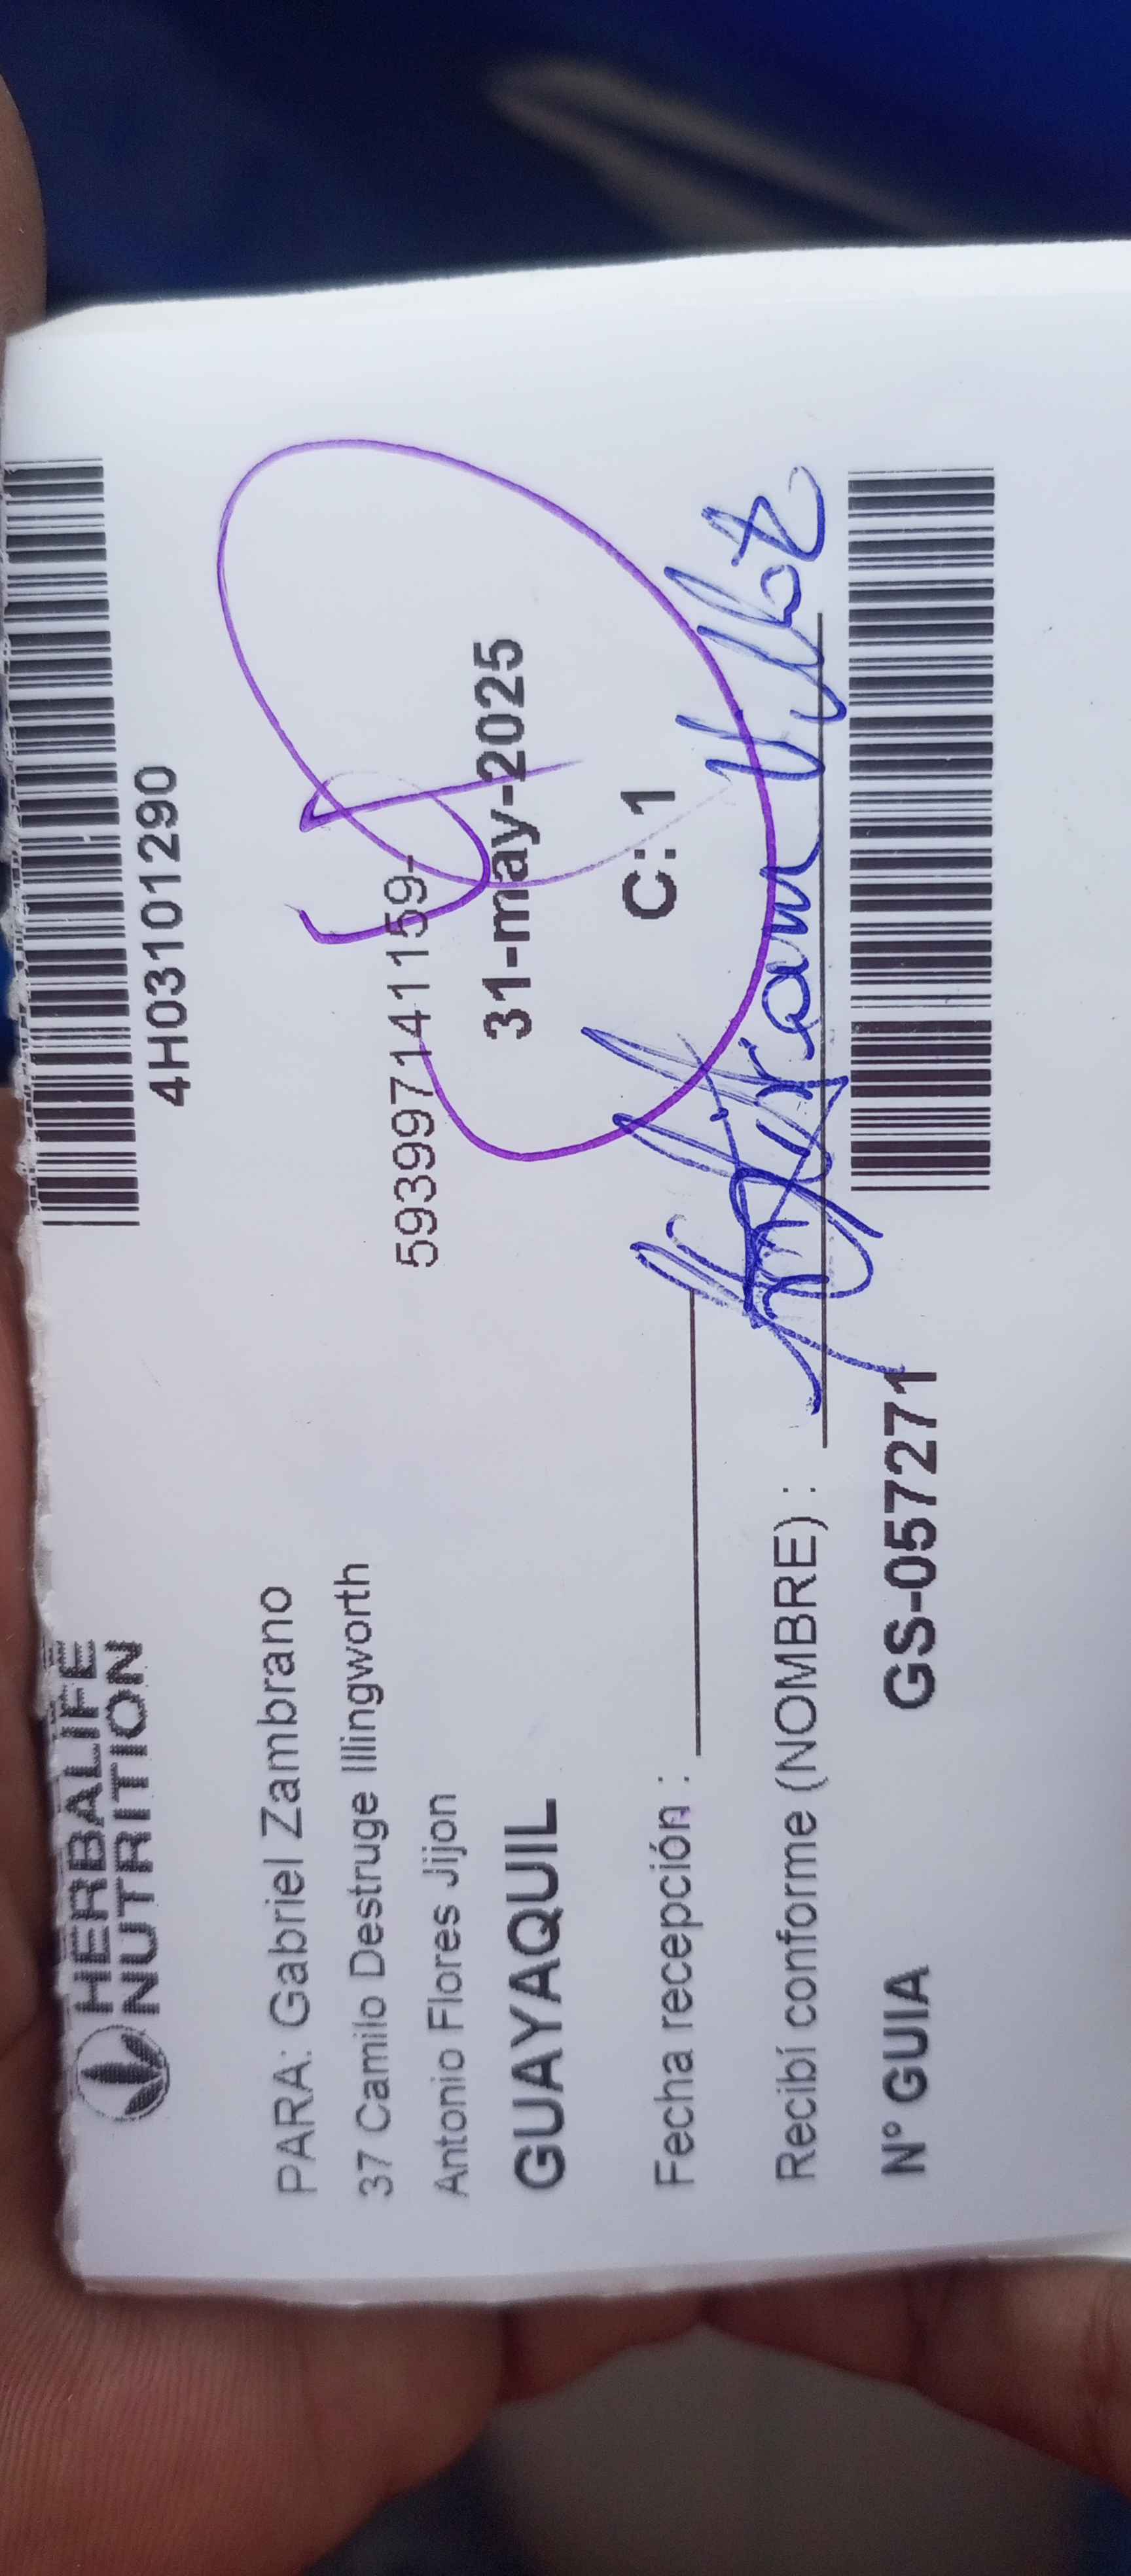 HERBALIFE
NUTRITION
4H03101290
PARA: Gabriel Zambrano
37 Camilo Destruge Illingworth
593997141159-
Antonio Flores Jijon
GUAYAQUIL
31-may-2025
Fecha recepción :
C: 1
Recibí conforme (NOMBRE) :
N° GUIA GS-057271